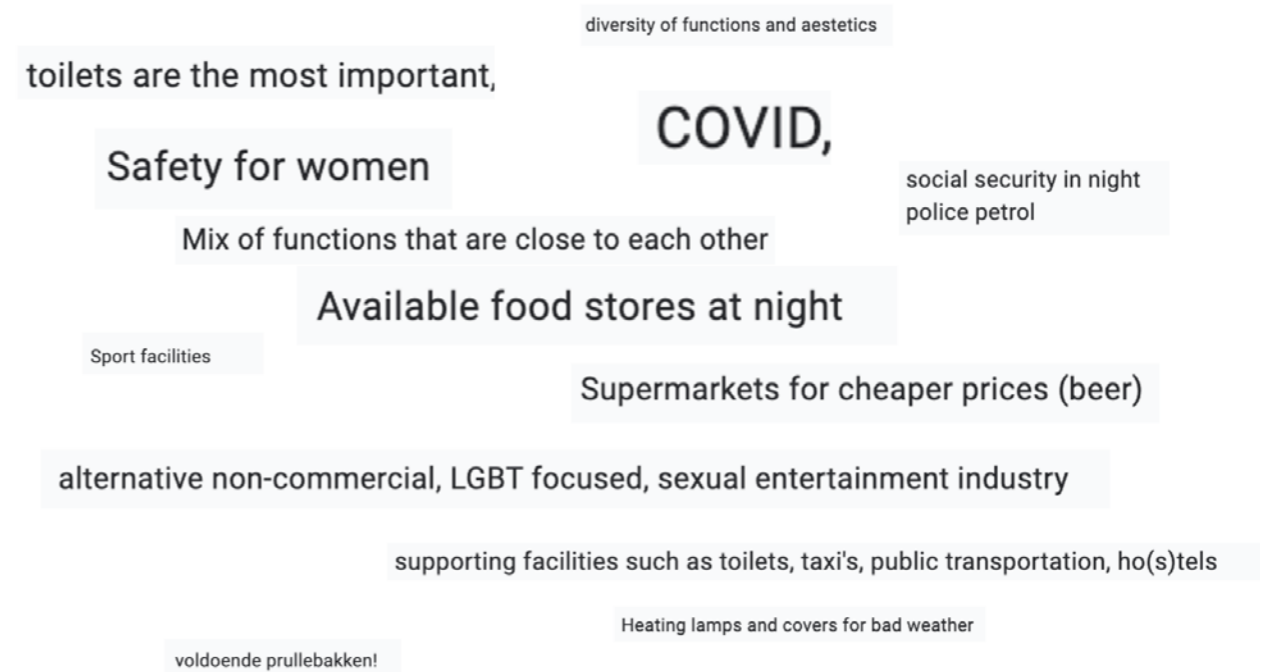 diversity of functions and aestetics
toilets are the most important,
COVID,
Safety for women
social security in night
police petrol
Mix of functions that are close to each other
Available food stores at night
Sport facilities
Supermarkets for cheaper prices (beer)
alternative non-commercial, LGBT focused, sexual entertainment industry
supporting facilities such as toilets, taxi's, public transportation, ho(s)tels
Heating lamps and covers for bad weather
voldoende prullebakken!